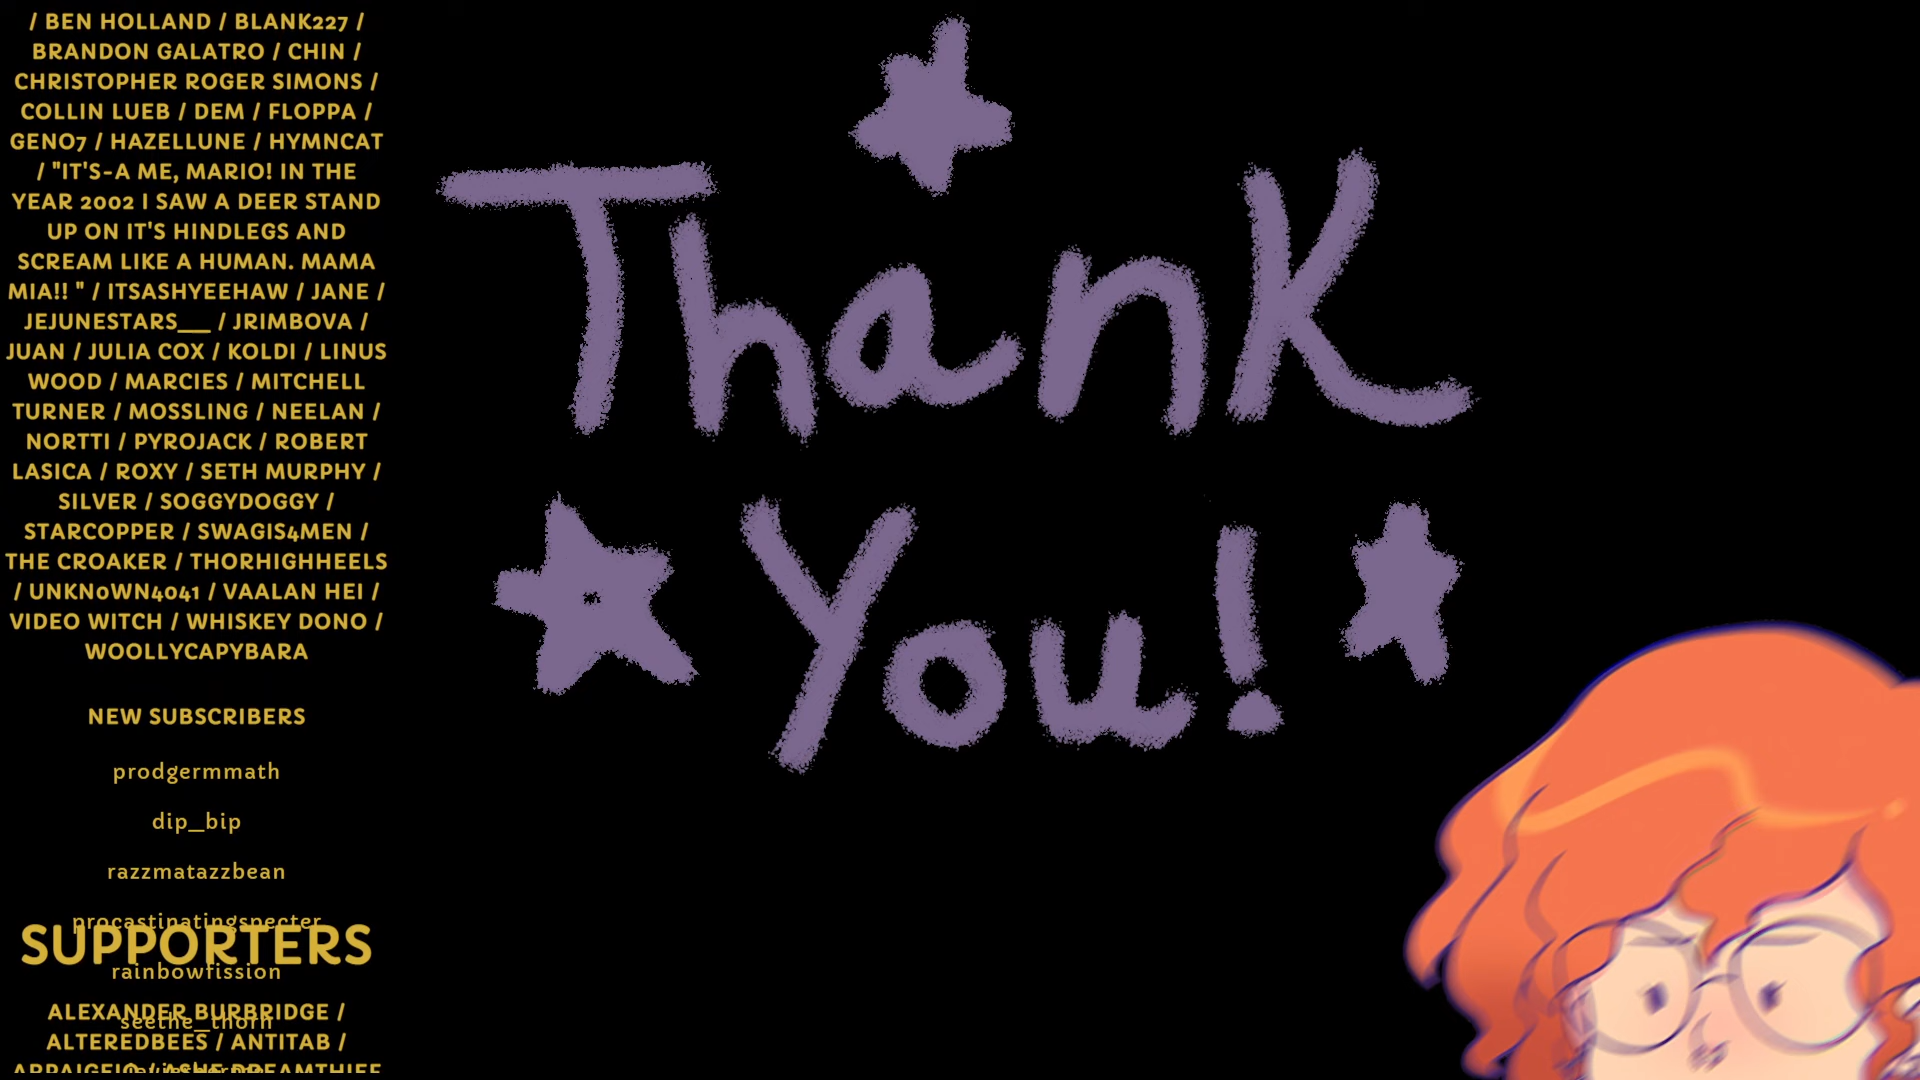 / BEN HOLLAND / BLANK227 /
BRANDON GALATRO / CHIN /
CHRISTOPHER ROGER SIMONS /
COLLIN LUEB / DEM / FLOPPA /
GENO7 / HAZELLUNE / HYMNCAT
/ "IT'S-A ME, MARIO! IN THE
YEAR 2002 I SAW A DEER STAND
UP ON IT'S HINDLEGS AND
SCREAM LIKE A HUMAN. MAMA
MIA!! " / ITSASHYEEHAW / JANE /
JEJUNESTARS__ / JRIMBOVA /
JUAN / JULIA COX / KOLDI / LINUS
WOOD / MARCIES / MITCHELL
TURNER / MOSSLING / NEELAN /
NORTTI / PYROJACK / ROBERT
LASICA / ROXY / SETH MURPHY /
SILVER / SOGGYDOGGY /
STARCOPPER / SWAGIS4MEN /
THE CROAKER / THORHIGHHEELS
/ UNKN0WN4041 / VAALAN HEI /
VIDEO WITCH / WHISKEY DONO /
WOOLLYCAPYBARA
NEW SUBSCRIBERS
prodgermmath
dip_bip
razzmatazzbean
procastinatingspecter
SUPPORTERS
rainbowfission
ALEXANDER BURBRIDGE /
seethe_thorn
ALTEREDBEES / ANTITAB /
Thank
You!